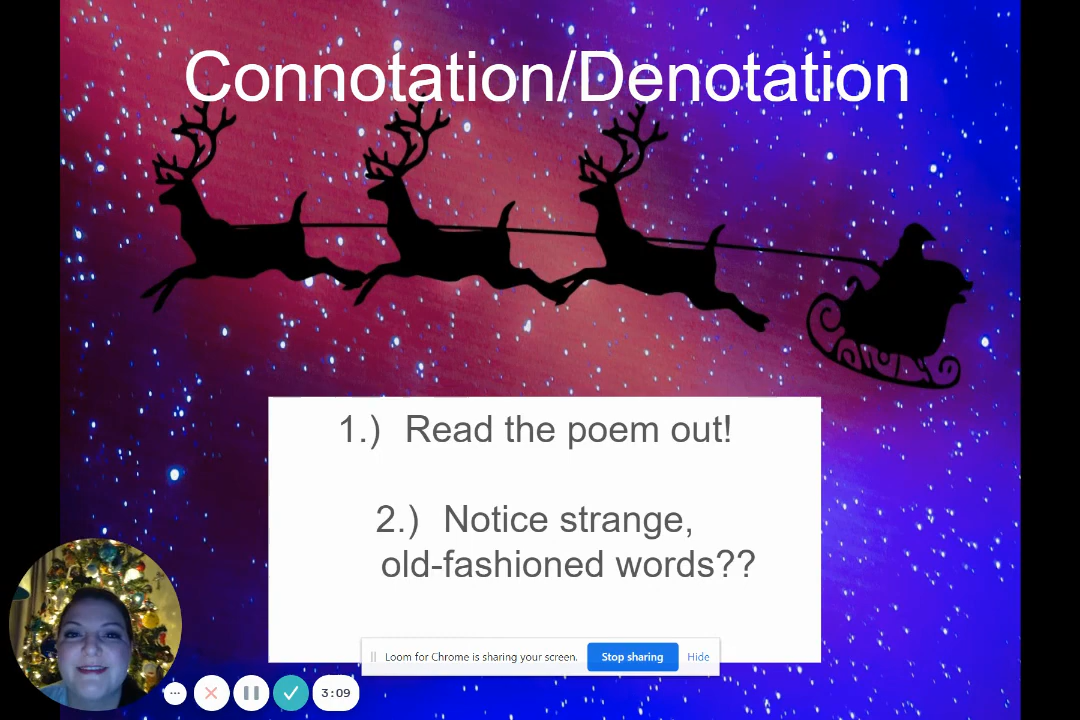 Connotation/Denotation
1.) Read the poem out!
2.) Notice strange,
old-fashioned words??
Loom for Chrome is sharing your screen. Stop sharing Hide
3:09